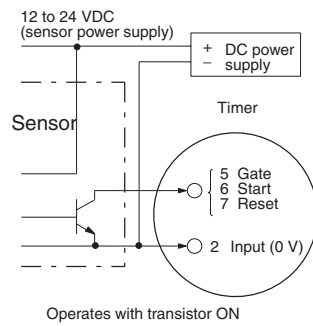 12 to 24 VDC
(sensor power supply)
+ DC power
− supply
Timer
Sensor
5 Gate
6 Start
7 Reset
2 Input (0 V)
Operates with transistor ON